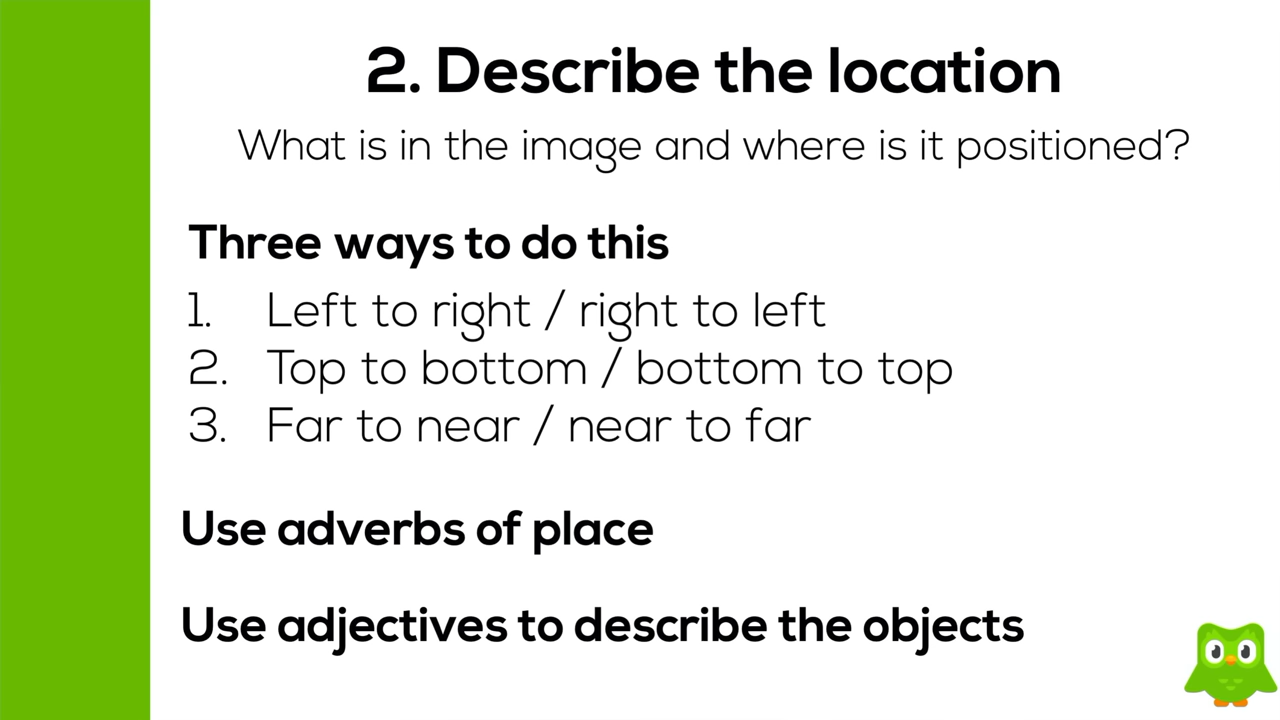 2. Describe the location
What is in the image and where is it positioned?
Three ways to do this
1. Left to right / right to left
2. Top to bottom / bottom to top
3. Far to near / near to far
Use adverbs of place
Use adjectives to describe the objects